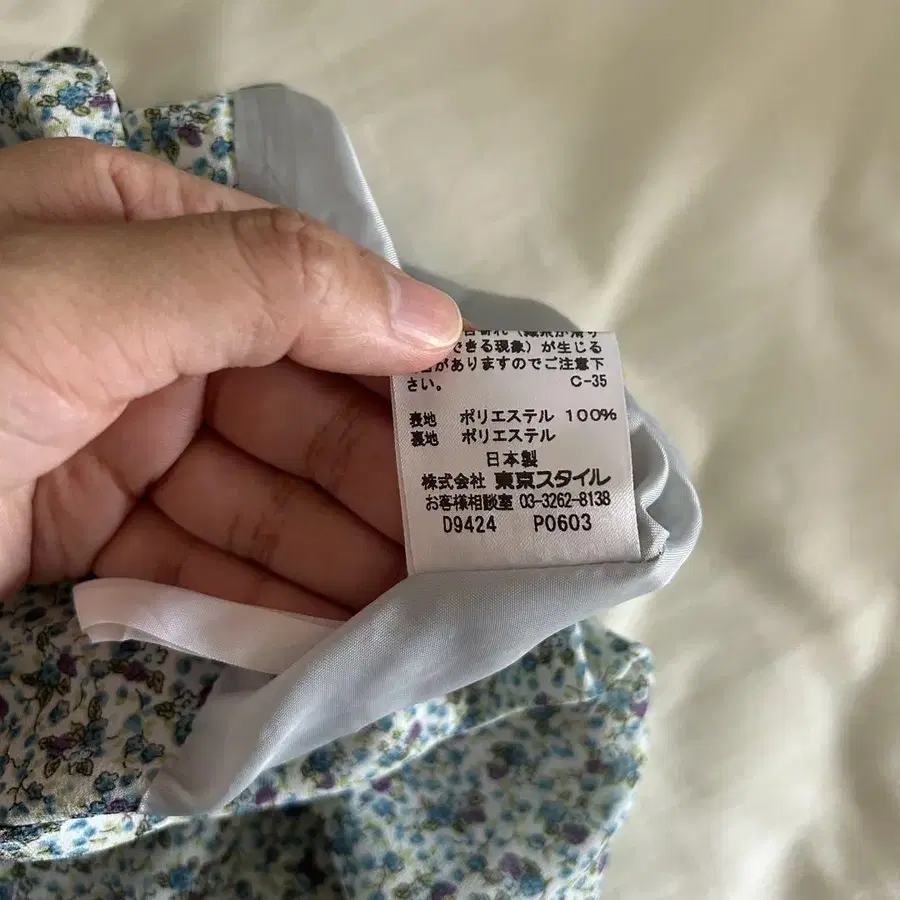 できる現象）が生じる
がありますのでご注意下
さい。 C-35
表地 ポリエステル 100%
裏地 ポリエステル
日本製
株式会社 東京スタイル
お客様相談室 03-3262-8138
D9424 P0603